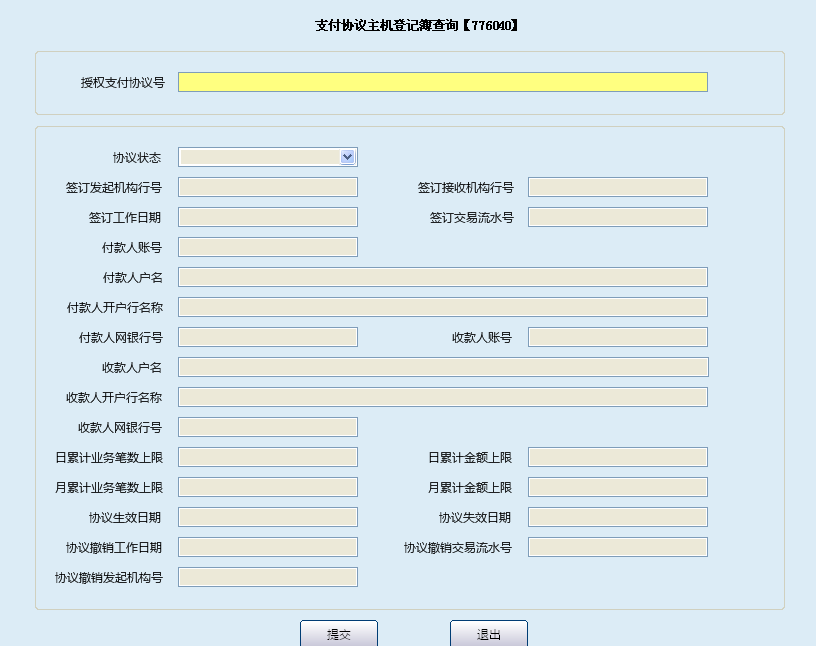 支付协议主机登记簿查询【776040】
授权支付协议号
协议状态
签订发起机构行号 签订接收机构行号
签订工作日期 签订交易流水号
付款人账号
付款人户名
付款人开户行名称
付款人网银行号 收款人账号
收款人户名
收款人开户行名称
收款人网银行号
日累计业务笔数上限 日累计金额上限
月累计业务笔数上限 月累计金额上限
协议生效日期 协议失效日期
协议撤销工作日期 协议撤销交易流水号
协议撤销发起机构号
提交 退出